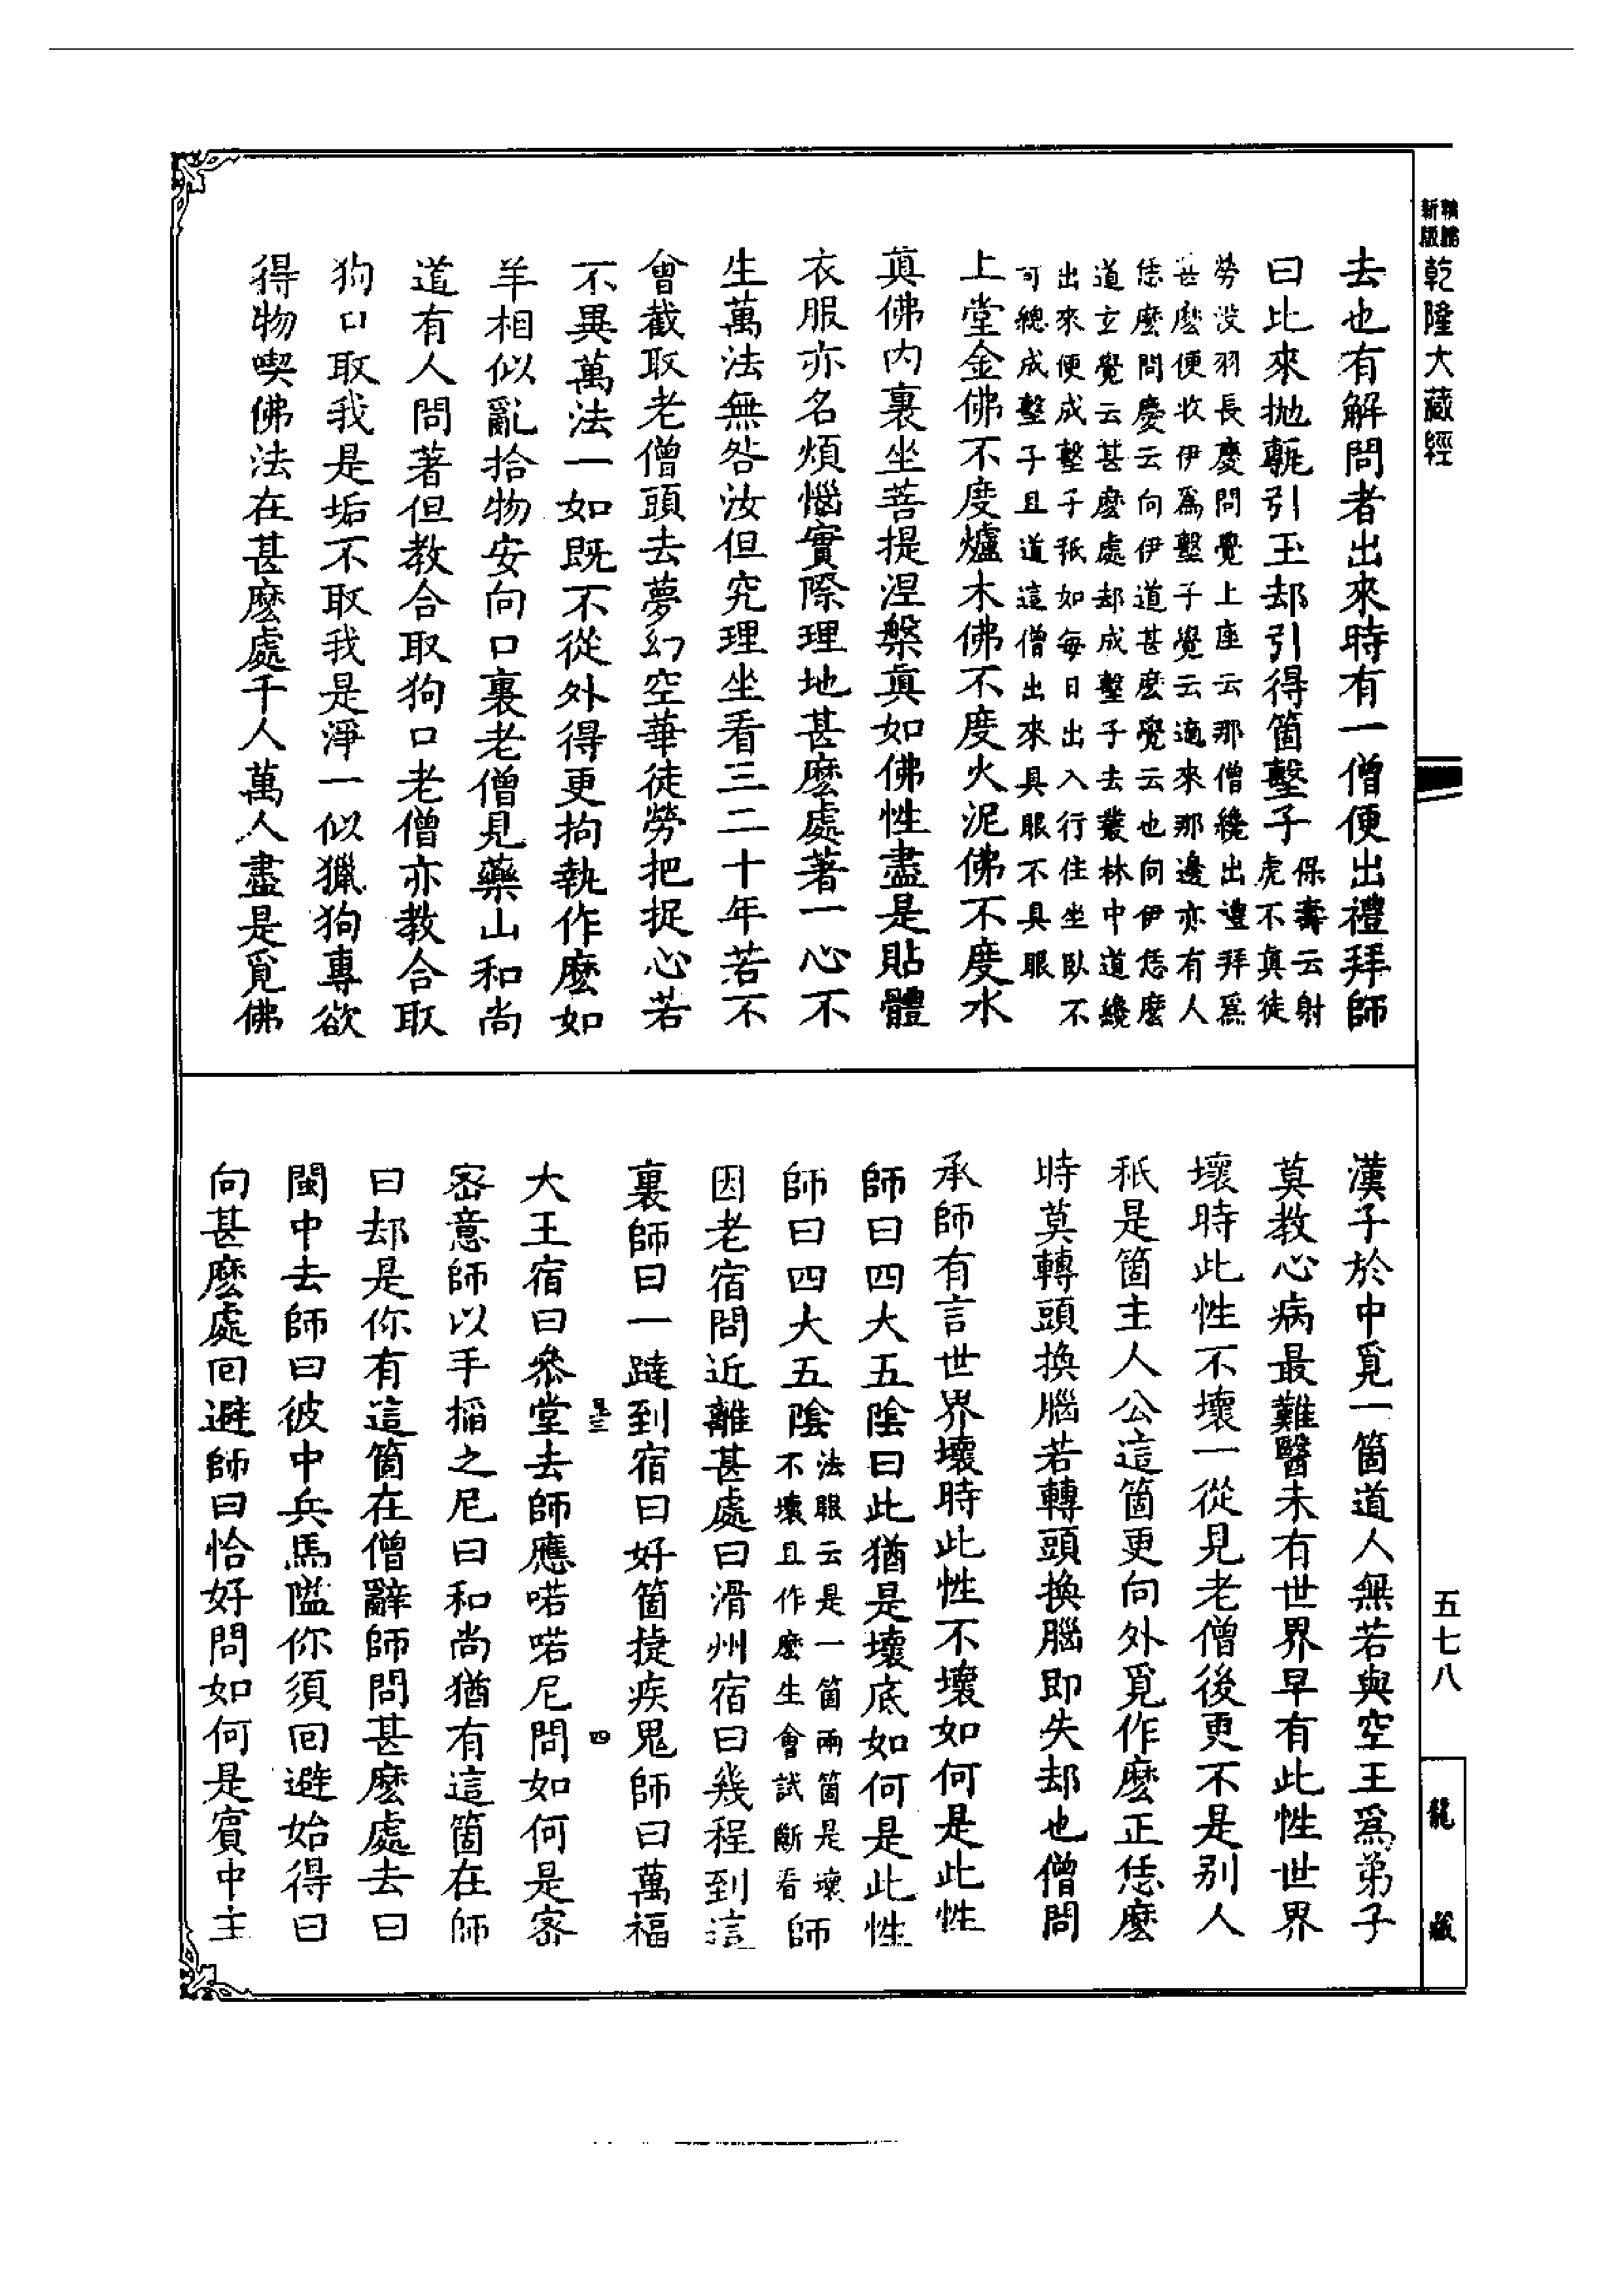 新版
乾隆大藏經
去也有解問者出來時有一僧便出禮拜師
曰比來拋甎引玉却引得箇墼子保壽云射
虎不真徒
勞沒羽長慶問覺上座云那僧纔出禮拜爲
甚麼便收伊爲墼子覺云適來那邊亦有人
恁麼問慶云向伊道甚麼覺云也向伊恁麼
道玄覺云甚麼處却成墼子去叢林中道纔
出來便成墼子秖如每日出入行住坐臥不
可總成墼子且道這僧出來具眼不具眼
上堂金佛不度爐木佛不度火泥佛不度水
眞佛內裏坐菩提涅槃眞如佛性盡是貼體
衣服亦名煩惱實際理地甚麼處著一心不
生萬法無咎汝但究理坐看三二十年若不
會截取老僧頭去夢幻空華徒勞把捉心若
不異萬法一如既不從外得更拘執作麼如
羊相似亂拾物安向口裏老僧見藥山和尚
道有人問著但教合取狗口老僧亦教合取
狗口取我是垢不取我是淨一似獵狗專欲
得物喫佛法在甚麼處千人萬人盡是覓佛
漢子於中覓一箇道人無若與空王爲弟子
莫教心病最難醫未有世界早有此性世界
壞時此性不壞一從見老僧後更不是別人
秖是箇主人公這箇更向外覓作麼正恁麼
時莫轉頭換腦若轉頭換腦即失却也僧問
承師有言世界壞時此性不壞如何是此性
師曰四大五陰曰此猶是壞底如何是此性
師曰四大五陰法眼云是一箇兩箇是壞
不壞且作麼生會試斷看師
因老宿問近離甚處曰滑州宿曰幾程到這
裏師曰一躂到宿曰好箇捷疾鬼師曰萬福
大王宿曰叅堂去師應喏喏尼問如何是密
四
密意師以手掐之尼曰和尚猶有這箇在師
曰却是你有這箇在僧辭師問甚麼處去曰
閩中去師曰彼中兵馬隘你須回避始得曰
向甚麼處回避師曰恰好問如何是賓中主
五七八
龍藏